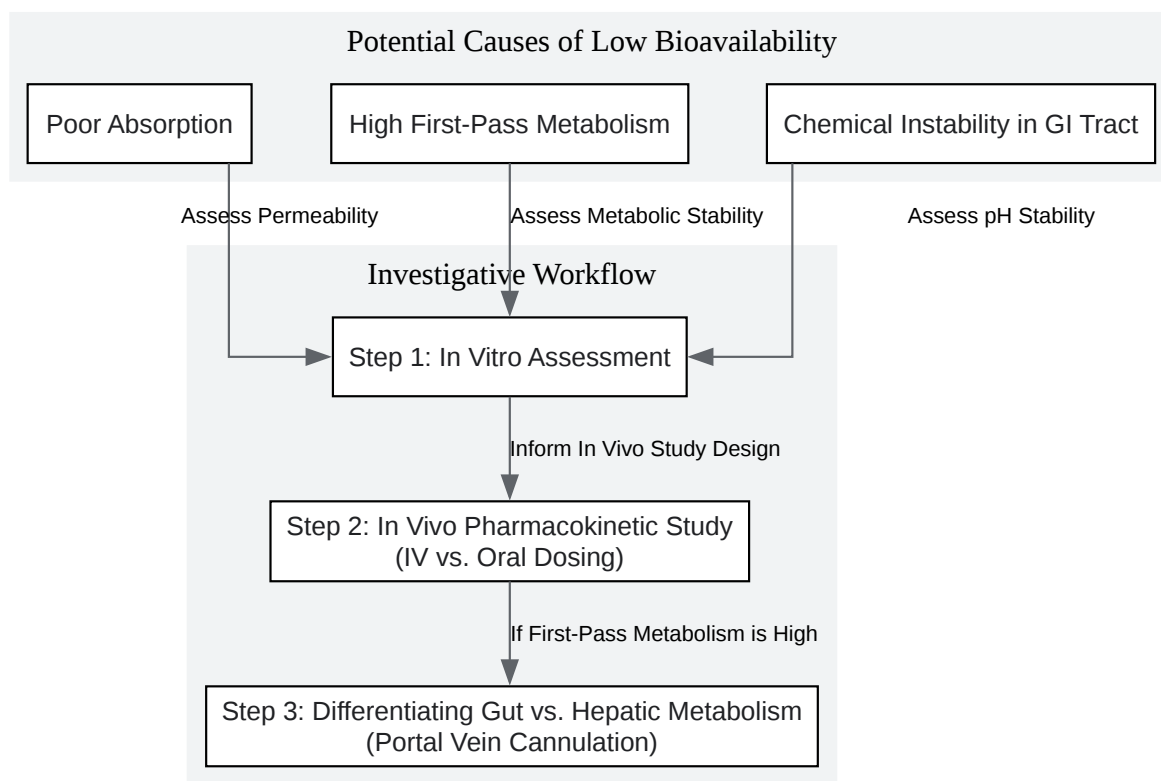 Potential Causes of Low Bioavailability
Poor Absorption
High First-Pass Metabolism
Chemical Instability in GI Tract
Assess Permeability
Assess Metabolic Stability
Assess pH Stability
Investigative Workflow
Step 1: In Vitro Assessment
Inform In Vivo Study Design
Step 2: In Vivo Pharmacokinetic Study
(IV vs. Oral Dosing)
If First-Pass Metabolism is High
Step 3: Differentiating Gut vs. Hepatic Metabolism
(Portal Vein Cannulation)